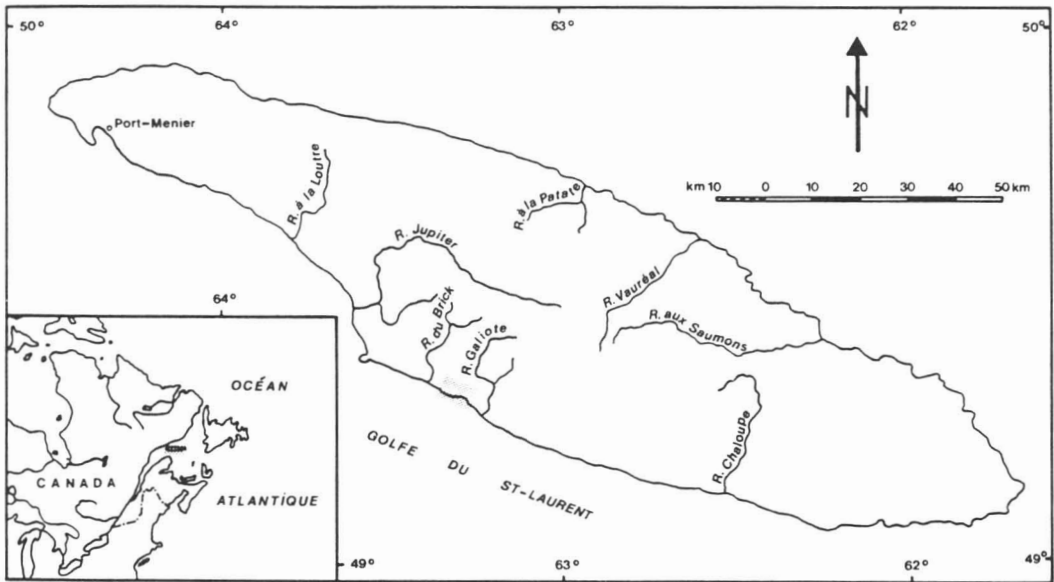 50° 64° 63° 62° 50°
Port-Menier
N
km 10 0 10 20 30 40 50 km
R. à la Loutre
R. à la Patate
R. Jupiter
R. Vauréal
64°
R. du Brick
R. aux Saumons
R. Galiote
OCÉAN
GOLFE DU ST-LAURENT
R. Chaloupe
CANADA
ATLANTIQUE
49° 63° 62° 49°